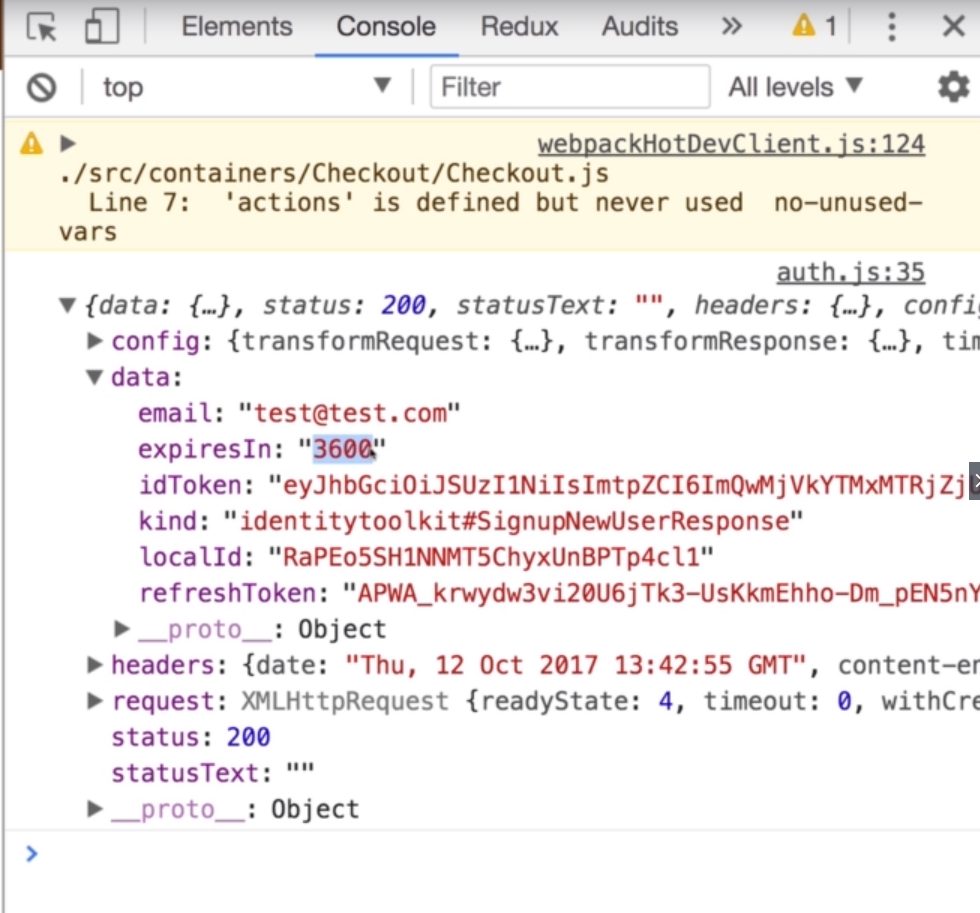 Elements Console Redux Audits » 1
top Filter All levels
webpackHotDevClient.js:124
./src/containers/Checkout/Checkout.js
Line 7: 'actions' is defined but never used no-unused-
vars
auth.js:35
{data: {…}, status: 200, statusText: "", headers: {…}, config
config: {transformRequest: {…}, transformResponse: {…}, tim
data:
email: "test@test.com"
expiresIn: "3600"
idToken: "eyJhbGciOiJSUzI1NiIsImtpZCI6ImQwMjVkYTMxMTRjZj
kind: "identitytoolkit#SignupNewUserResponse"
localId: "RaPEo5SH1NNMT5ChyxUnBPTp4cl1"
refreshToken: "APWA_krwydw3vi20U6jTk3-UsKkmEhho-Dm_pEN5nY
__proto__: Object
headers: {date: "Thu, 12 Oct 2017 13:42:55 GMT", content-en
request: XMLHttpRequest {readyState: 4, timeout: 0, withCre
status: 200
statusText: ""
__proto__: Object